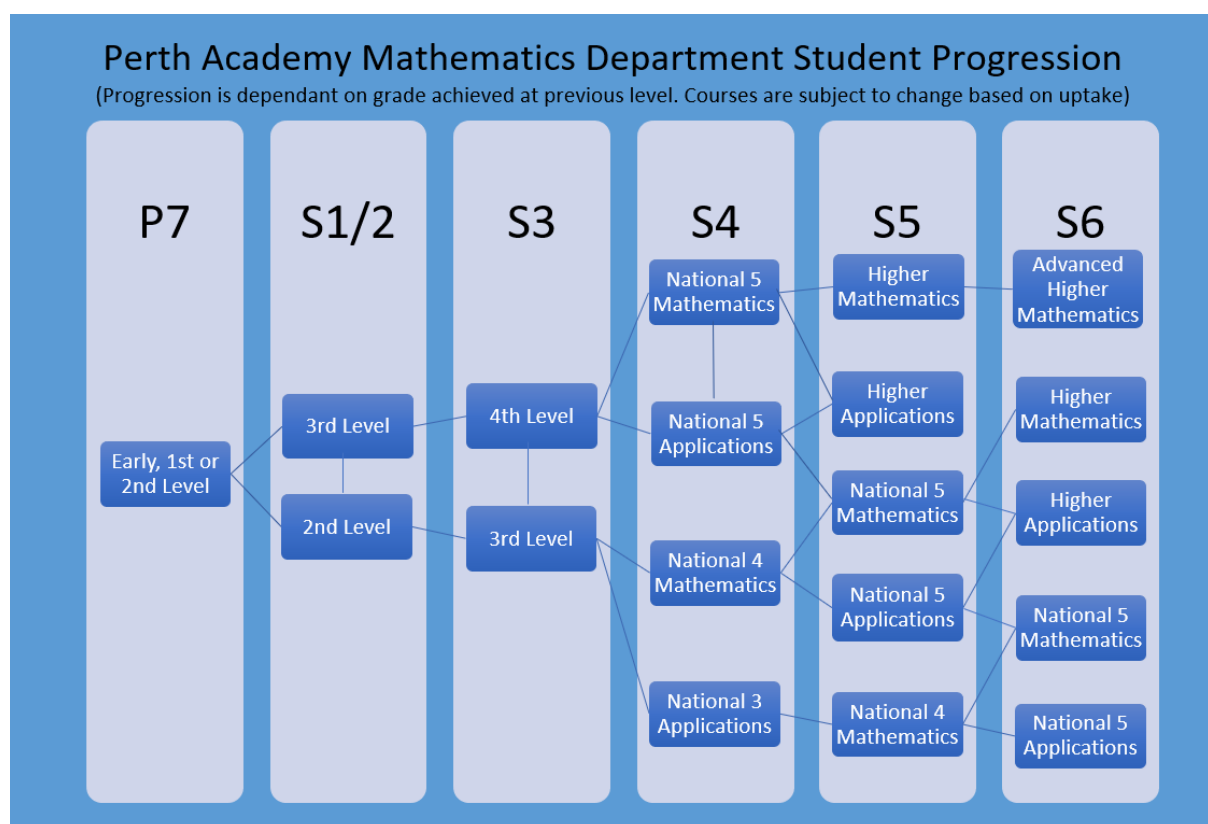 Perth Academy Mathematics Department Student Progression
(Progression is dependant on grade achieved at previous level. Courses are subject to change based on uptake)
P7
Early, 1st or
2nd Level
S1/2
3rd Level
2nd Level
S3
4th Level
3rd Level
S4
National 5
Mathematics
National 5
Applications
National 4
Mathematics
National 3
Applications
S5
Higher
Mathematics
Higher
Applications
National 5
Mathematics
National 5
Applications
National 4
Mathematics
S6
Advanced
Higher
Mathematics
Higher
Mathematics
Higher
Applications
National 5
Mathematics
National 5
Applications